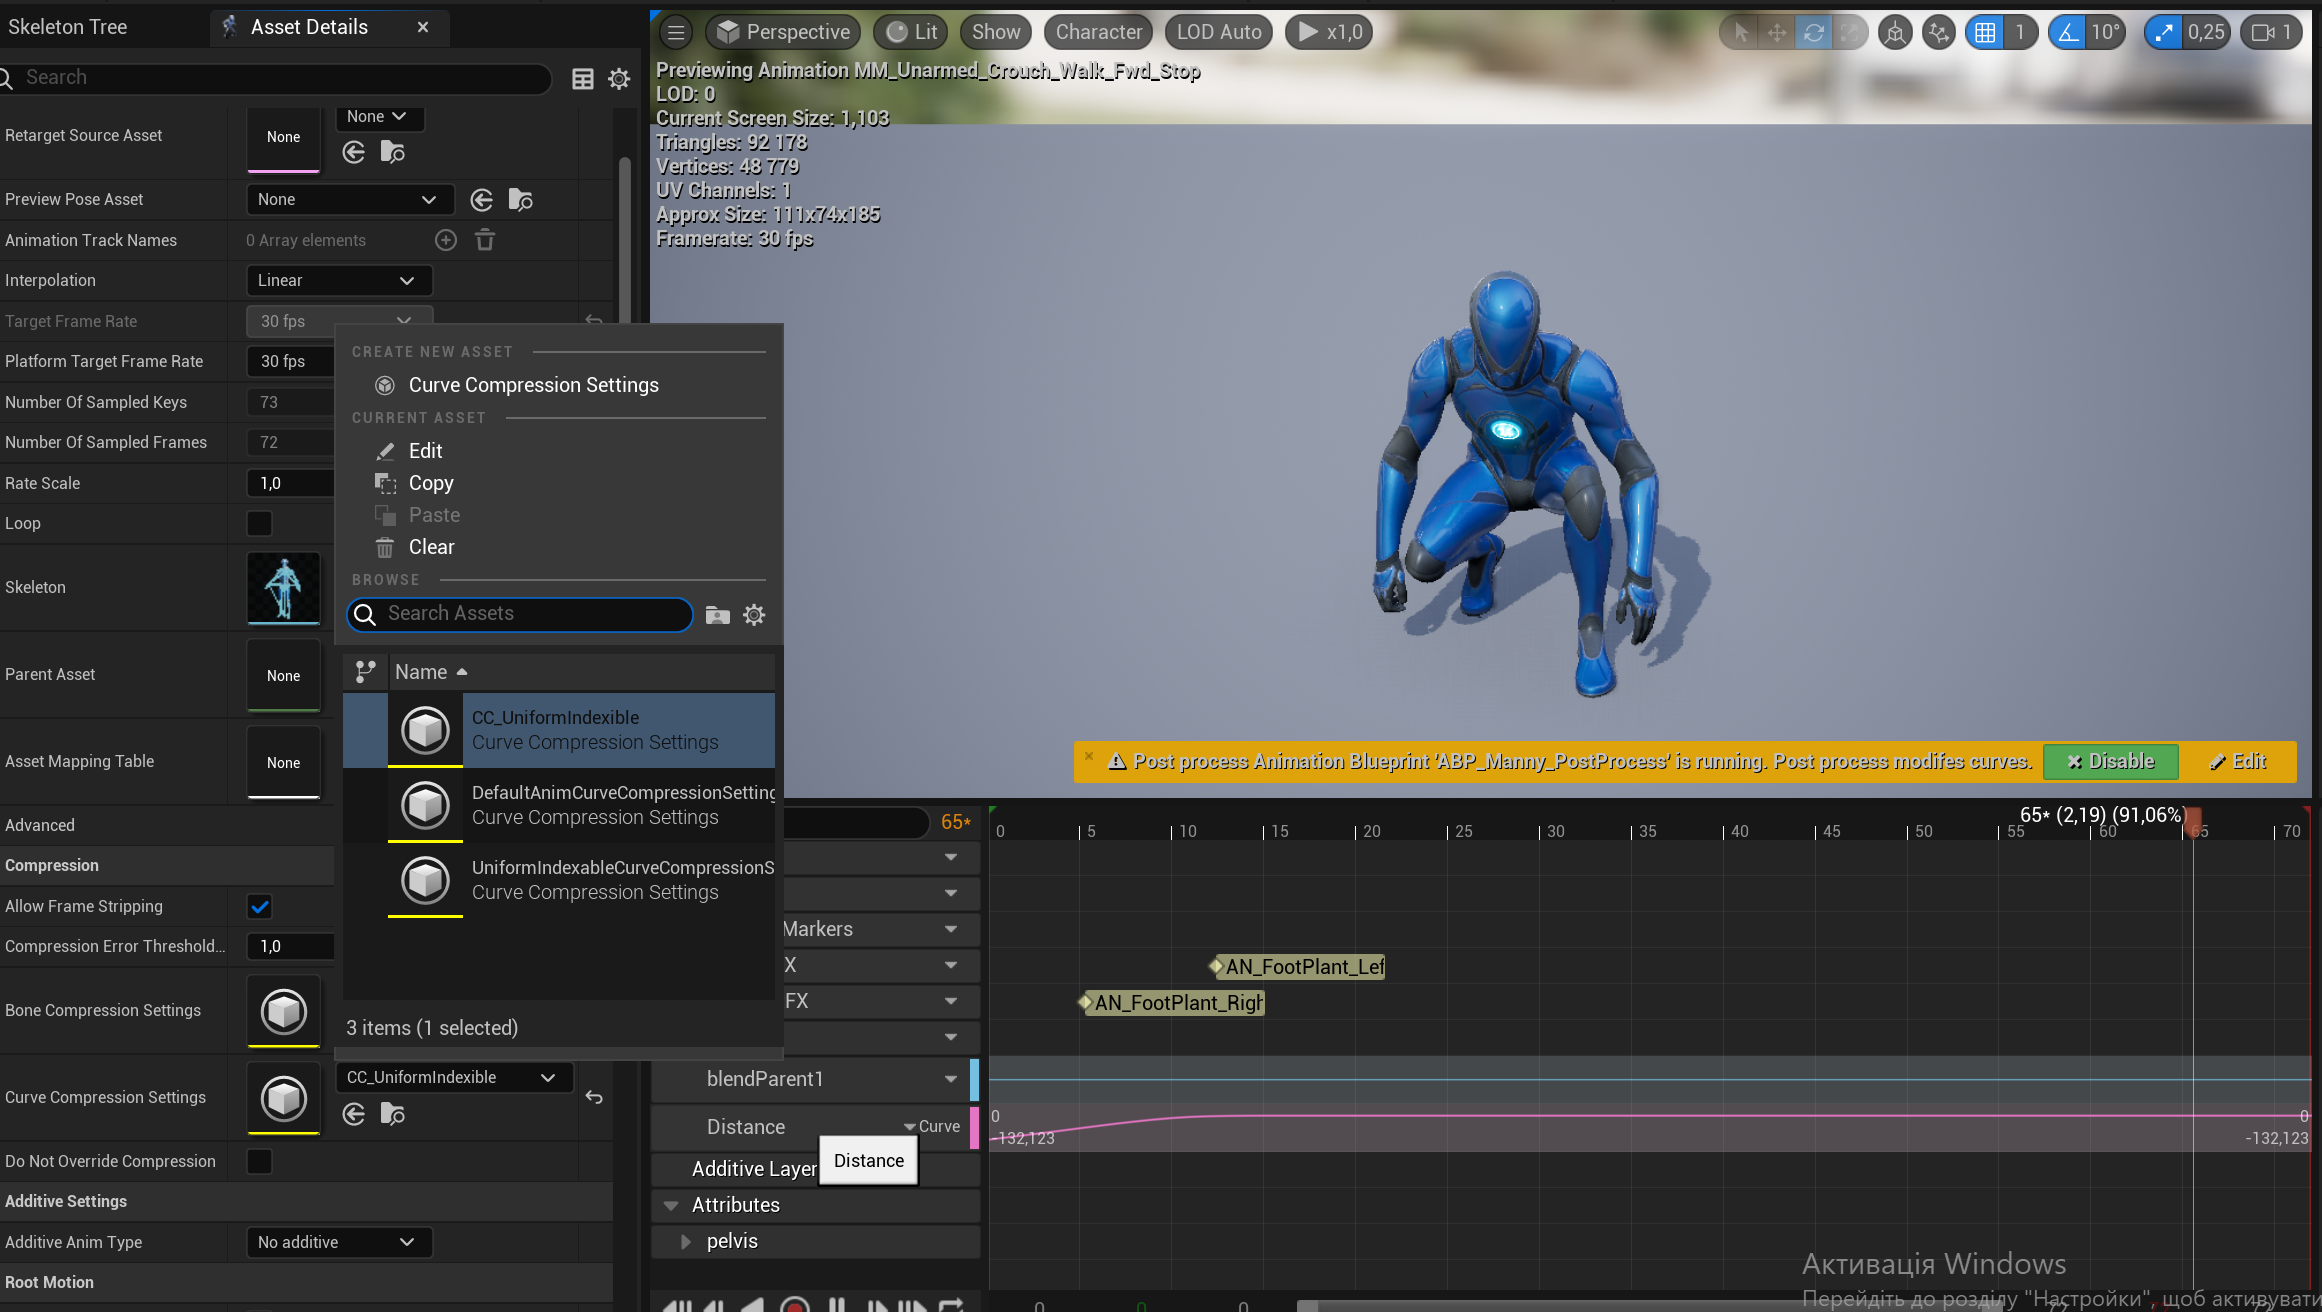 Skeleton Tree
Asset Details
Search
Retarget Source Asset
None
None
Preview Pose Asset
None
Animation Track Names
0 Array elements
Interpolation
Linear
Target Frame Rate
30 fps
Platform Target Frame Rate
30 fps
Number Of Sampled Keys
73
Number Of Sampled Frames
72
Rate Scale
1,0
Loop
Skeleton
Parent Asset
None
Asset Mapping Table
None
Advanced
Compression
Allow Frame Stripping
Compression Error Threshold...
1,0
Bone Compression Settings
Curve Compression Settings
CC_UniformIndexible
Do Not Override Compression
Additive Settings
Additive Anim Type
No additive
Root Motion
CREATE NEW ASSET
Curve Compression Settings
CURRENT ASSET
Edit
Copy
Paste
Clear
BROWSE
Search Assets
Name
CC_UniformIndexible
Curve Compression Settings
DefaultAnimCurveCompressionSetting
Curve Compression Settings
UniformIndexableCurveCompressionS
Curve Compression Settings
3 items (1 selected)
Perspective
Lit
Show
Character
LOD Auto
x1,0
1
10°
0,25
1
Previewing Animation MM_Unarmed_Crouch_Walk_Fwd_Stop
LOD: 0
Current Screen Size: 1,103
Triangles: 92 178
Vertices: 48 779
UV Channels: 1
Approx Size: 111x74x185
Framerate: 30 fps
Post process Animation Blueprint 'ABP_Manny_PostProcess' is running. Post process modifes curves.
Disable
Edit
65*
65* (2,19) (91,06%)
0 5 10 15 20 25 30 35 40 45 50 55 60 65 70
Markers
X
AN_FootPlant_Lef
FX
AN_FootPlant_Righ
blendParent1
Distance
Curve
0
-132,123
0
-132,123
Additive Layer
Distance
Attributes
pelvis
Активація Windows
Перейдіть до розділу "Настройки", щоб активувати
0 0 0